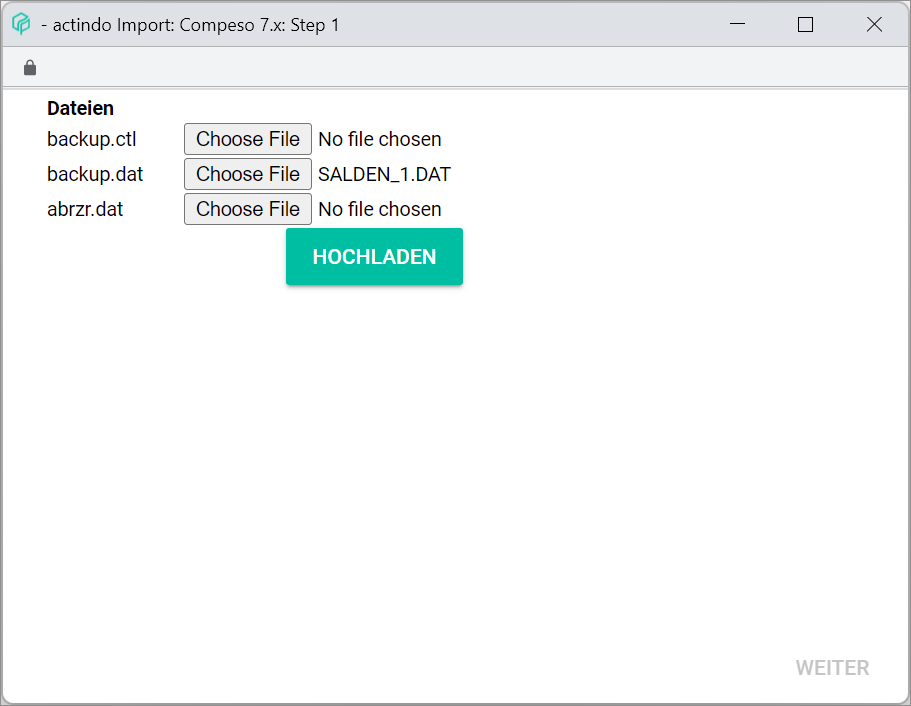 - actindo Import: Compeso 7.x: Step 1
Dateien
backup.ctl Choose File No file chosen
backup.dat Choose File SALDEN_1.DAT
abrzr.dat Choose File No file chosen
HOCHLADEN
WEITER